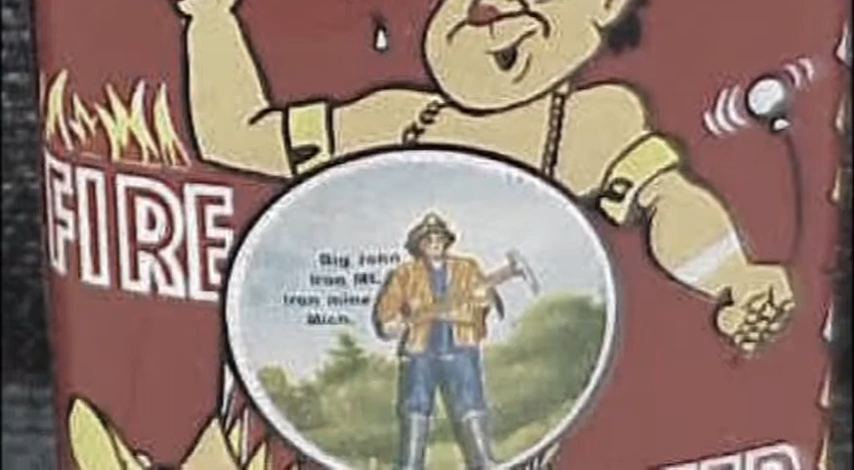 FIRE
Big John
Iron Mt.
Iron mine
Mich.